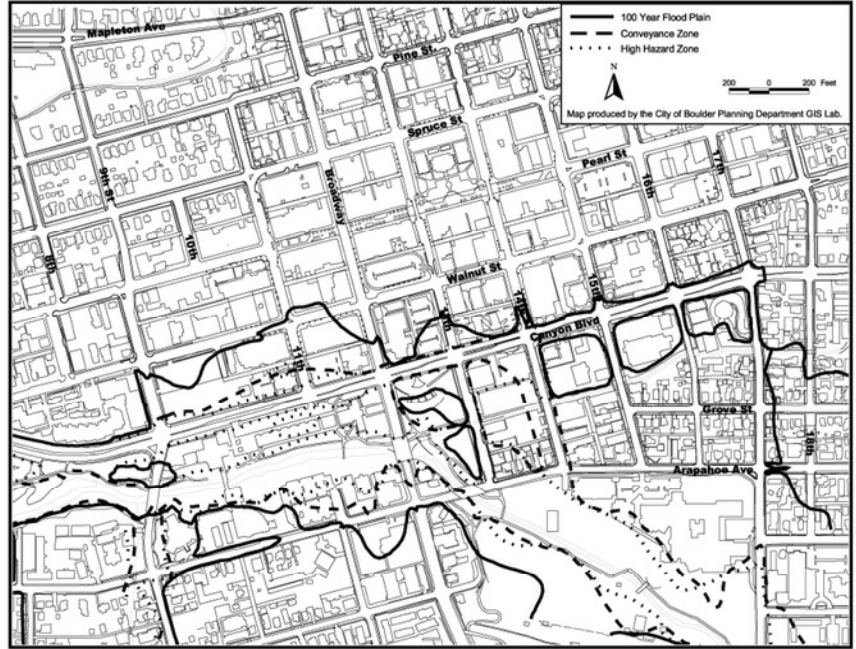 100 Year Flood Plain
Conveyance Zone
High Hazard Zone
N
200 0 200 Feet
Map produced by the City of Boulder Planning Department GIS Lab.
Mapleton Ave
Pine St.
Spruce St
Pearl St
17th
16th
9th St
Broadway
10th
8th
Walnut St
15th
14th
13th
Canyon Blvd
11th
Grove St
18th
Arapahoe Ave